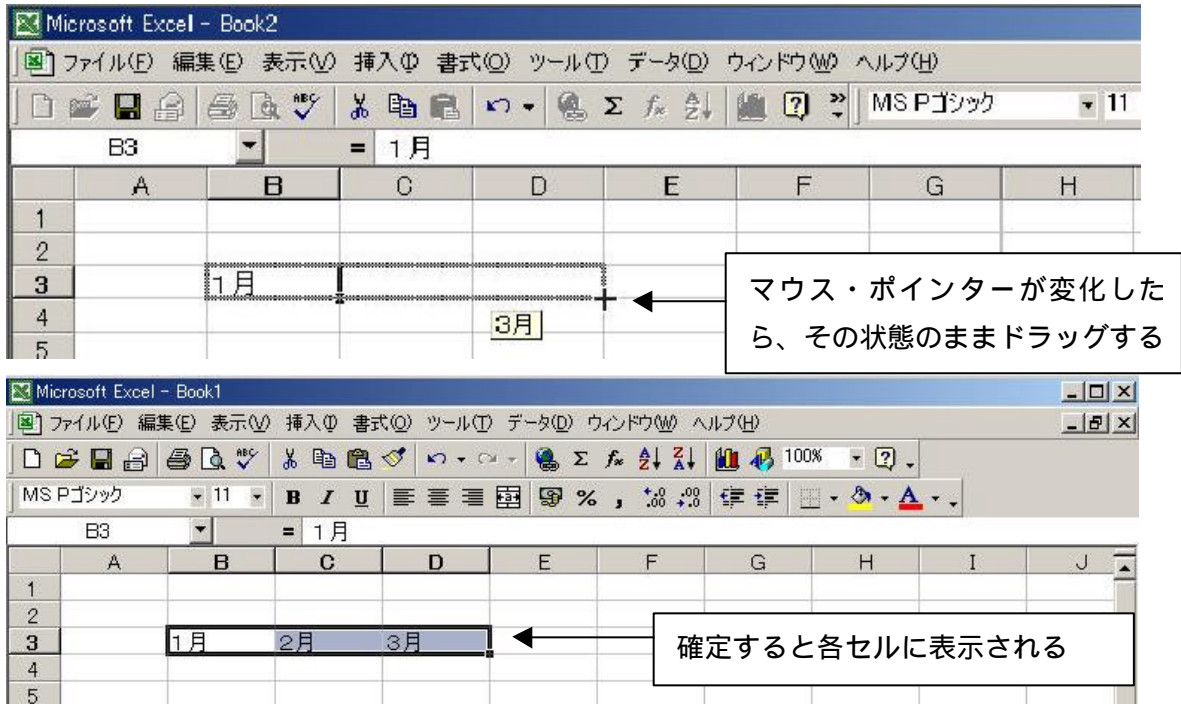 Microsoft Excel - Book2
ファイル(F) 編集(E) 表示(V) 挿入(I) 書式(O) ツール(T) データ(D) ウィンドウ(W) ヘルプ(H)
ABC Σ fx MS Pゴシック 11
B3 = 1月
A B C D E F G H
1
2
3 1月
4 3月
5
マウス・ポインターが変化した
ら、その状態のままドラッグする
Microsoft Excel - Book1
ファイル(F) 編集(E) 表示(V) 挿入(I) 書式(O) ツール(T) データ(D) ウィンドウ(W) ヘルプ(H)
ABC Σ fx 100%
MS Pゴシック 11 B I U % , A
B3 = 1月
A B C D E F G H I J
1
2
3 1月 2月 3月
4
5
確定すると各セルに表示される